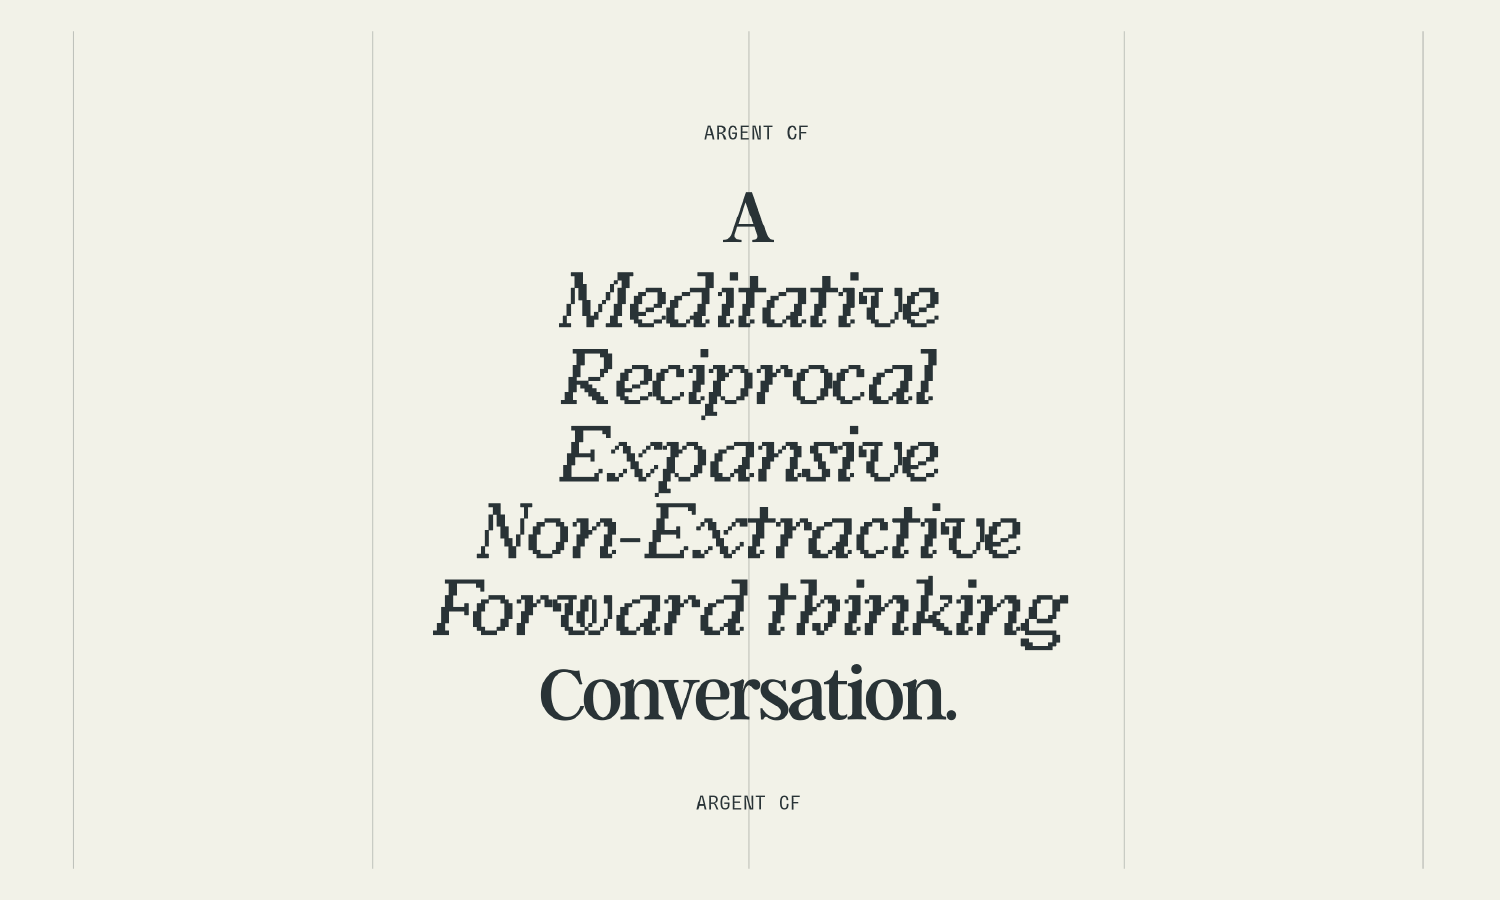 ARGENT CF
A
Meditative
Reciprocal
Expansive
Non-Extractive
Forward thinking
Conversation.
ARGENT CF